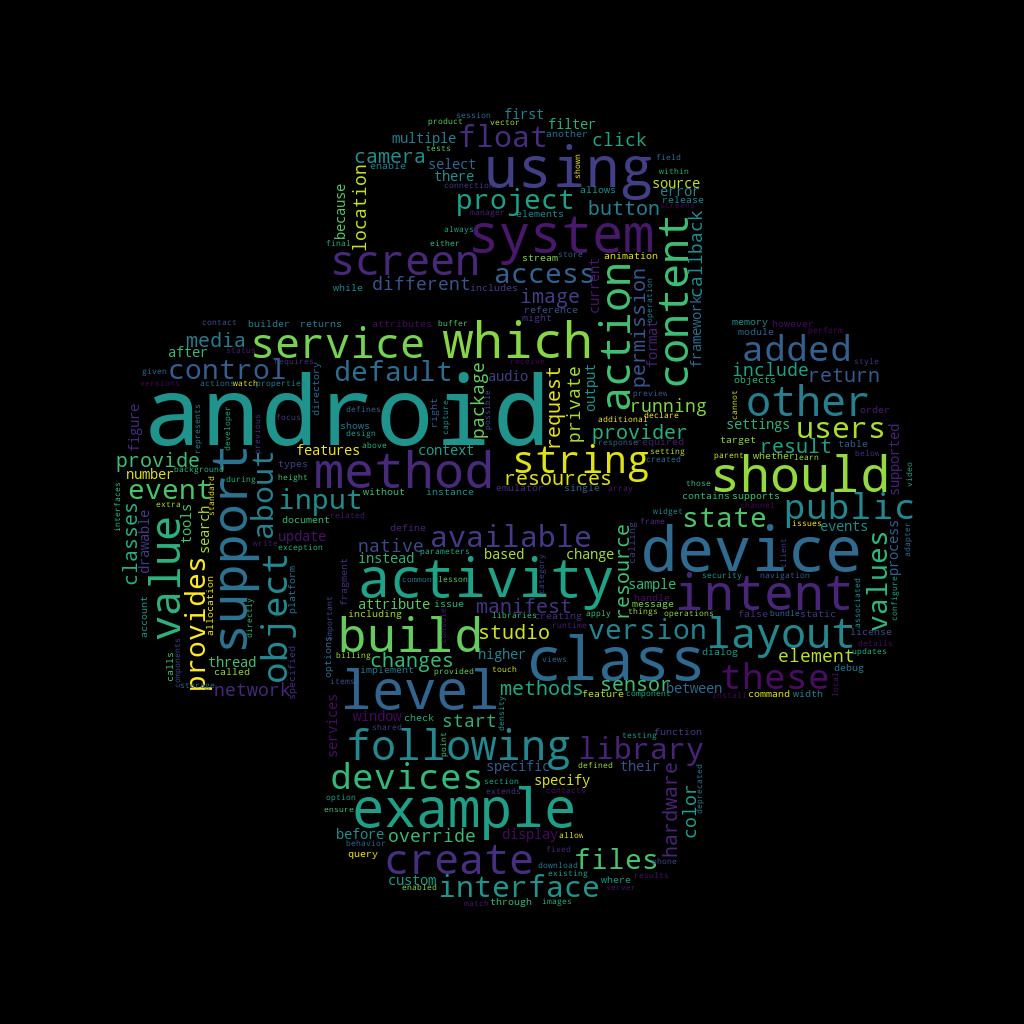 first
product
session
vector
multiple
float
another
filter
click
tests
camera
enable
select
there
using
shown
field
within
source
error
release
because
location
project
allows
elements
button
manager
always
system
final
either
screen
while
different
includes
stream
store
access
animation
image
reference
might
current
action
content
callback
permission
framework
format
operation
contact
builder
returns
attributes
buffer
media
service
which
memory
module
however
perform
added
style
after
control
default
package
audio
request
private
output
preview
running
include
return
objects
given
status
requires
versions
actions
watch
properties
directory
android
defines
right
capture
possible
additional
declare
cannot
other
order
figure
represents
developer
previous
focus
shows
design
above
provider
response
required
settings
users
features
context
string
setting
created
target
result
table
provide
number
background
types
method
resources
parent
whether
learn
below
supported
video
should
during
height
without
instance
emulator
single
array
those
contains
supports
event
extra
standard
about
input
public
interfaces
classes
drawable
value
tools
search
support
write
document
exception
update
related
define
available
widget
channel
state
issues
events
process
adapter
native
instead
parameters
based
change
calling
frame
device
client
values
object
platform
fragment
activity
common
lesson
category
resource
sample
security
navigation
intent
account
provides
allocation
directly
including
attribute
issue
manifest
creating
libraries
apply
things
message
handle
operations
false
bundle
static
associated
configure
important
build
studio
runtime
version
layout
license
calls
components
thread
called
specified
billing
options
changes
higher
views
class
dialog
element
updates
details
debug
network
storage
implement
items
provided
touch
methods
feature
component
sensor
between
these
install
command
width
local
level
window
shared
check
start
density
services
following
point
library
testing
function
their
devices
specific
section
extends
defined
specify
contacts
hardware
color
deprecated
option
ensure
example
before
behavior
override
display
allow
query
create
fixed
files
phone
download
existing
custom
enabled
interface
where
results
server
match
through
images